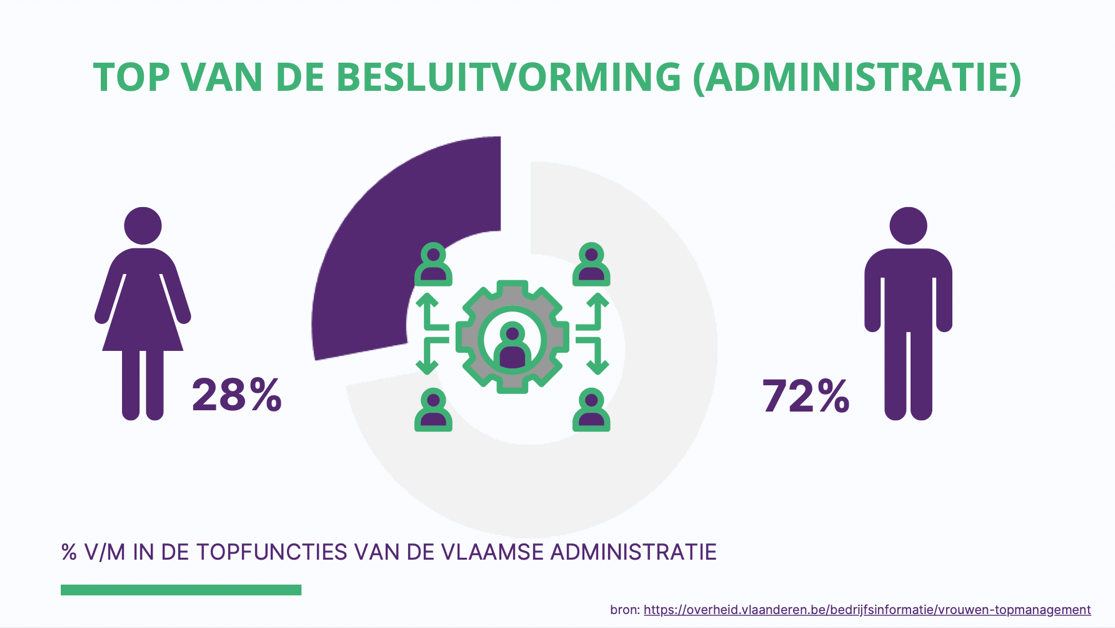 TOP VAN DE BESLUITVORMING (ADMINISTRATIE)
28%
72%
% V/M IN DE TOPFUNCTIES VAN DE VLAAMSE ADMINISTRATIE
bron: https://overheid.vlaanderen.be/bedrijfsinformatie/vrouwen-topmanagement